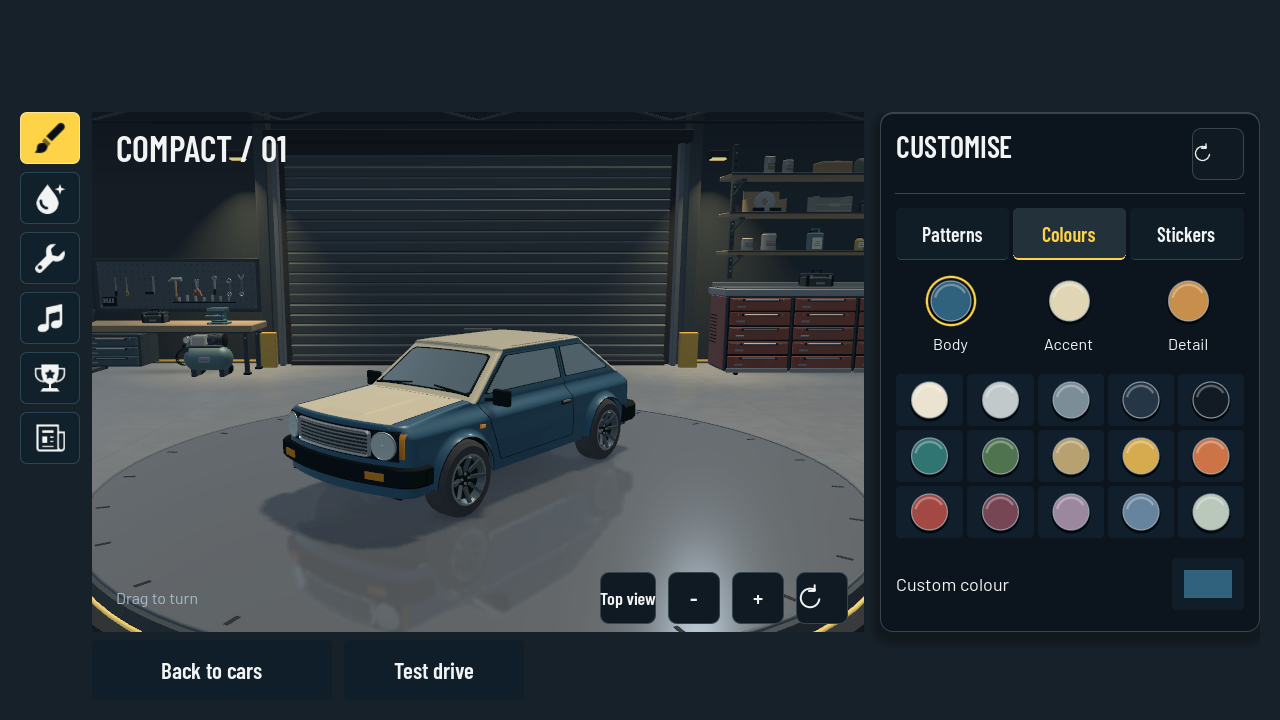 COMPACT / 01
CUSTOMISE
Patterns
Colours
Stickers
Body
Accent
Detail
Custom colour
Drag to turn
Top view
-
+
Back to cars
Test drive